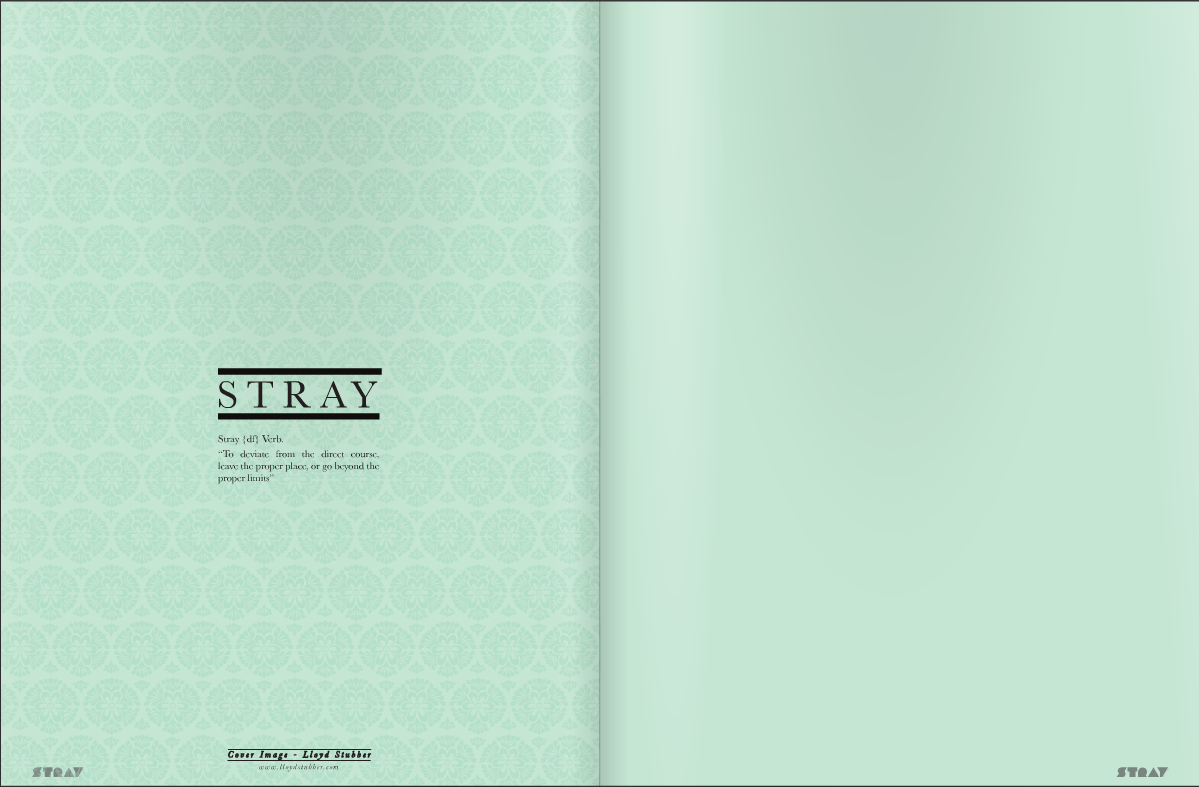 STRAY
Stray {df} Verb.
“To deviate from the direct course,
leave the proper place, or go beyond the
proper limits”
Cover Image - Lloyd Stubber
www.lloydstubber.com
STRAY
STRAY